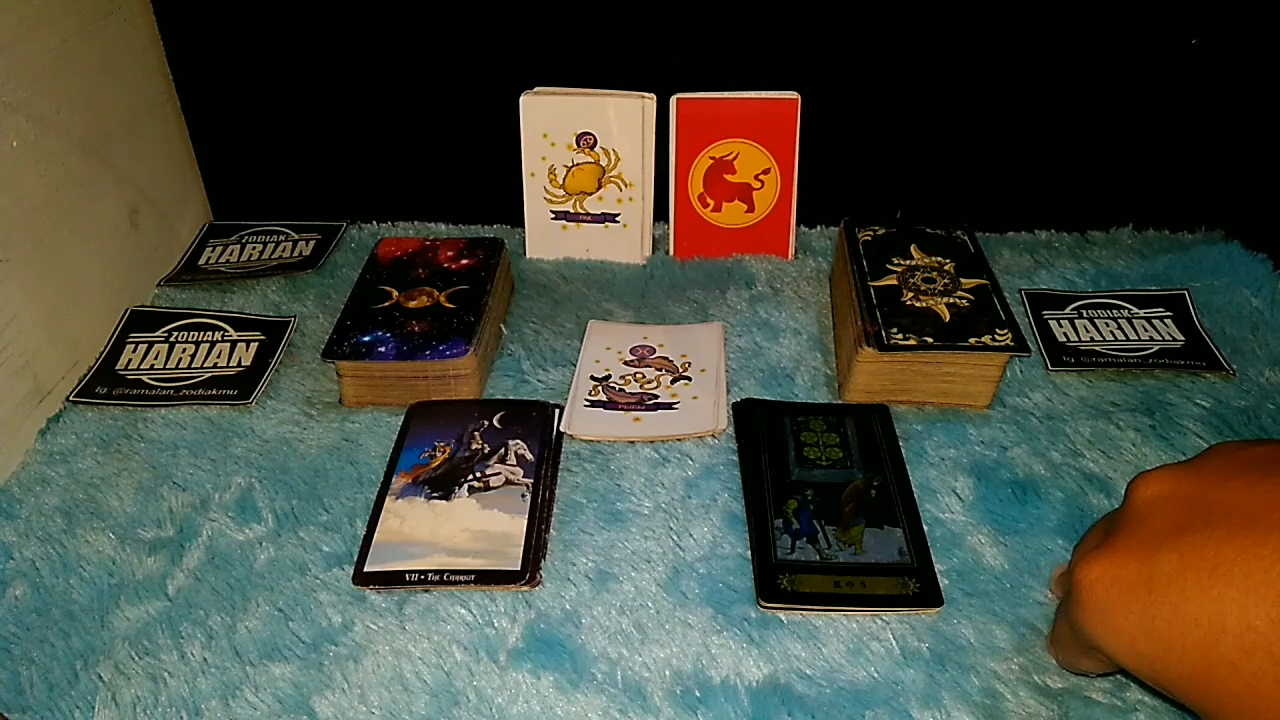 ZODIAK
HARIAN
ZODIAK
HARIAN
Ig: @ramalan_zodiakmu
ZODIAK
HARIAN
Ig: @ramalan_zodiakmu
VII • THE CHARIOT